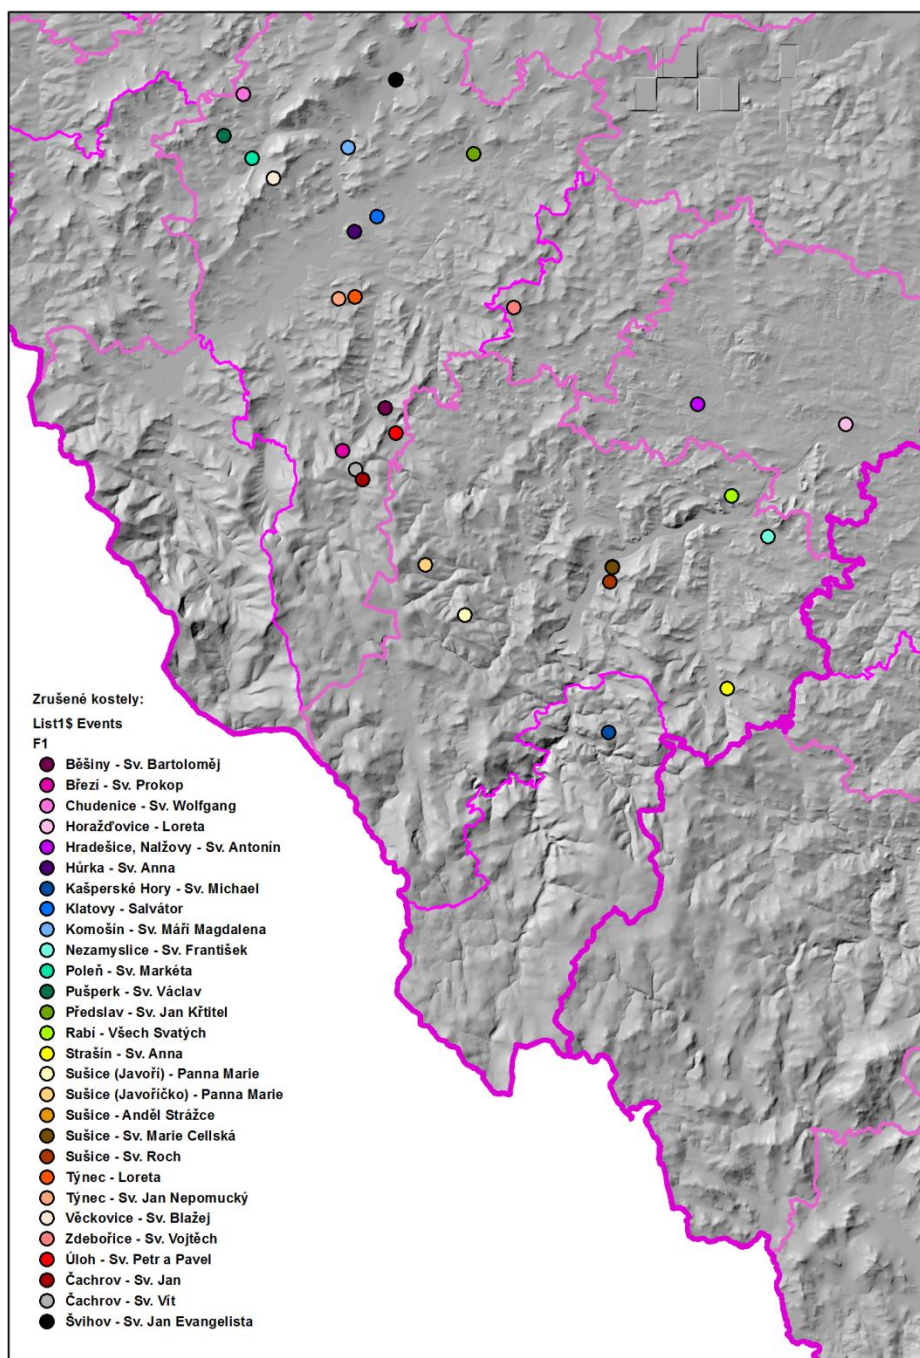 Zrušené kostely:
List1$ Events
F1
Běšiny - Sv. Bartoloměj
Březí - Sv. Prokop
Chudenice - Sv. Wolfgang
Horažďovice - Loreta
Hradešice, Nalžovy - Sv. Antonín
Hůrka - Sv. Anna
Kašperské Hory - Sv. Michael
Klatovy - Salvátor
Komošín - Sv. Máří Magdalena
Nezamyslice - Sv. František
Poleň - Sv. Markéta
Pušperk - Sv. Václav
Předslav - Sv. Jan Křtitel
Rabí - Všech Svatých
Strašín - Sv. Anna
Sušice (Javoří) - Panna Marie
Sušice (Javoříčko) - Panna Marie
Sušice - Anděl Strážce
Sušice - Sv. Marie Cellská
Sušice - Sv. Roch
Týnec - Loreta
Týnec - Sv. Jan Nepomucký
Věckovice - Sv. Blažej
Zdebořice - Sv. Vojtěch
Úloh - Sv. Petr a Pavel
Čachrov - Sv. Jan
Čachrov - Sv. Vít
Švihov - Sv. Jan Evangelista